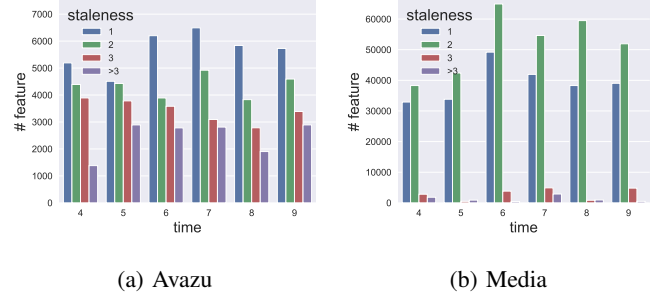 staleness
1
2
3
>3
7000
6000
5000
4000
3000
2000
1000
0
# feature
4 5 6 7 8 9
time
(a) Avazu
staleness
1
2
3
>3
60000
50000
40000
30000
20000
10000
0
# feature
4 5 6 7 8 9
time
(b) Media